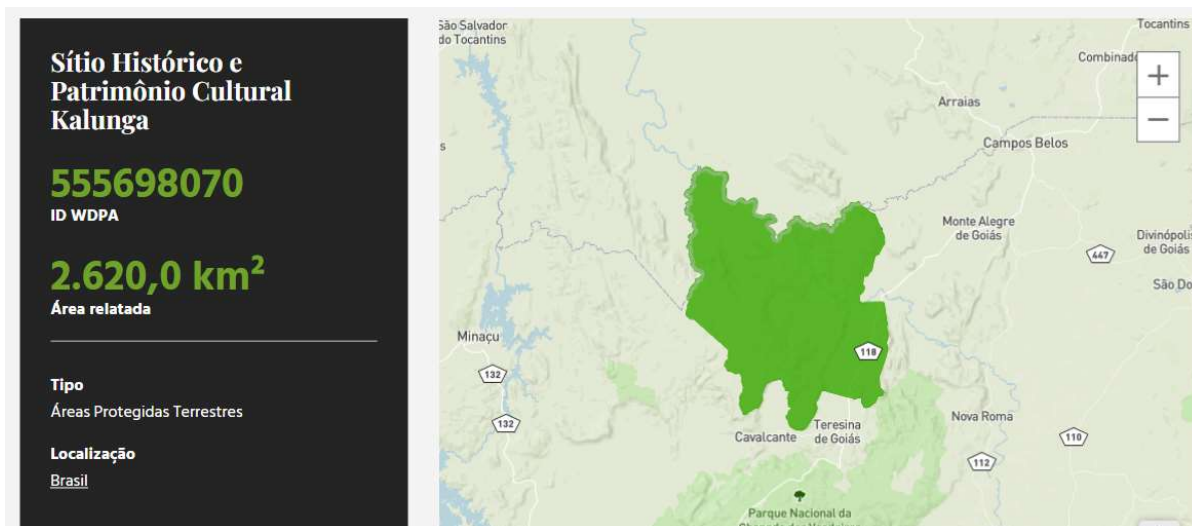 Sítio Histórico e
Patrimônio Cultural
Kalunga
555698070
ID WDPA
2.620,0 km²
Área relatada
Tipo
Áreas Protegidas Terrestres
Localização
Brasil
São Salvador
do Tocantins
Tocantins
Combinado
+
−
Arraias
Campos Belos
s
Monte Alegre
de Goiás
Divinópolis
de Goiás
447
São Do
Minaçu
118
132
132
Nova Roma
Cavalcante
Teresina
de Goiás
110
112
Parque Nacional da